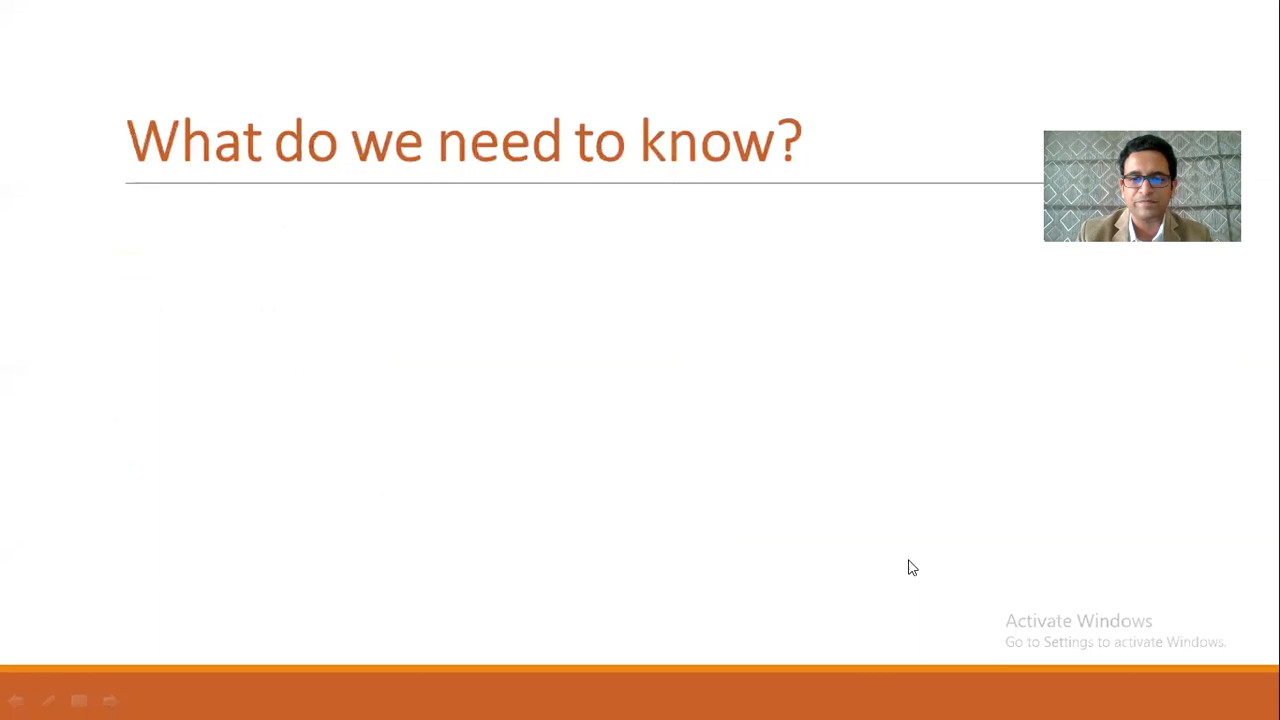 What do we need to know?
Activate Windows
Go to Settings to activate Windows.